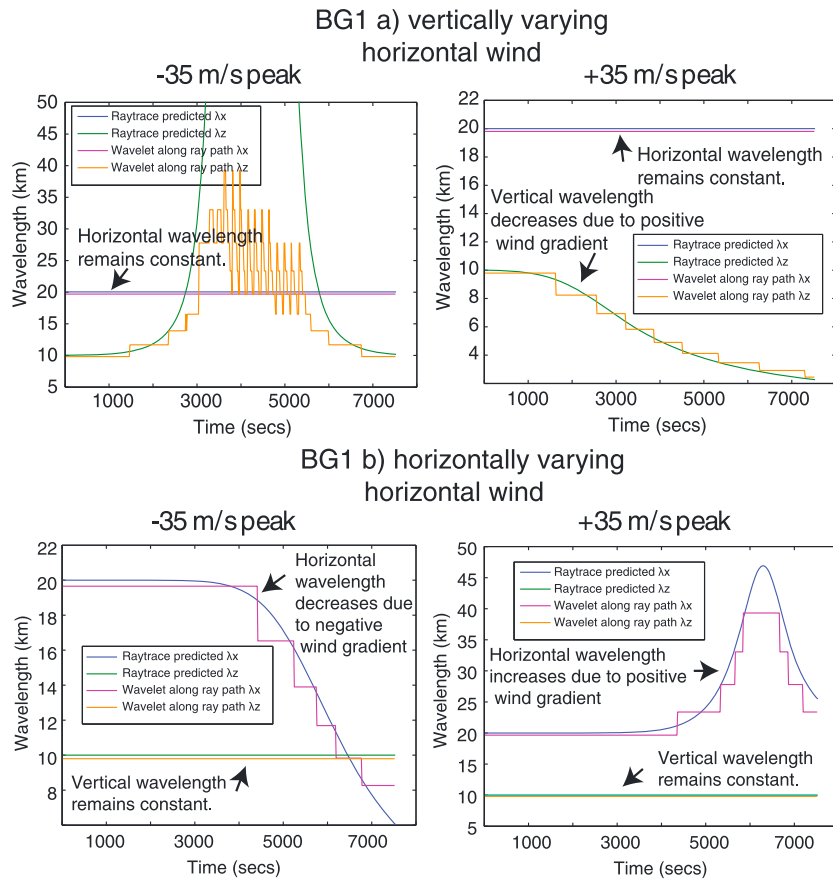 BG1 a) vertically varying
horizontal wind
-35 m/s peak
+35 m/s peak
50
45
40
35
30
25
20
15
10
5
Wavelength (km)
Raytrace predicted λx
Raytrace predicted λz
Wavelet along ray path λx
Wavelet along ray path λz
Horizontal wavelength
remains constant.
1000
3000
5000
7000
Time (secs)
22
20
18
16
14
12
10
8
6
4
Wavelength (km)
Horizontal wavelength
remains constant.
Vertical wavelength
decreases due to positive
wind gradient
Raytrace predicted λx
Raytrace predicted λz
Wavelet along ray path λx
Wavelet along ray path λz
1000
3000
5000
7000
Time (secs)
BG1 b) horizontally varying
horizontal wind
-35 m/s peak
+35 m/s peak
22
20
18
16
14
12
10
8
Wavelength (km)
Horizontal
wavelength
decreases due
to negative
wind gradient
Raytrace predicted λx
Raytrace predicted λz
Wavelet along ray path λx
Wavelet along ray path λz
Vertical wavelength
remains constant.
1000
3000
5000
7000
Time (secs)
50
45
40
35
30
25
20
15
10
5
Wavelength (km)
Raytrace predicted λx
Raytrace predicted λz
Wavelet along ray path λx
Wavelet along ray path λz
Horizontal wavelength
increases due to positive
wind gradient
Vertical wavelength
remains constant.
1000
3000
5000
7000
Time (secs)